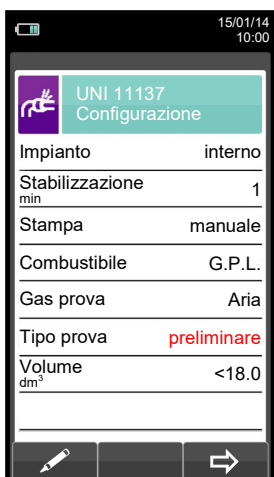 15/01/14
10:00
UNI 11137
Configurazione
Impianto interno
Stabilizzazione
min 1
Stampa manuale
Combustibile G.P.L.
Gas prova Aria
Tipo prova preliminare
Volume
dm³ <18.0